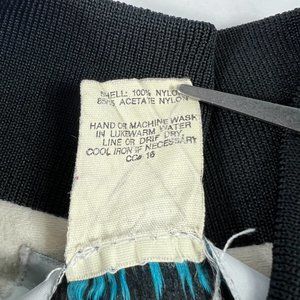 SHELL: 100% NYLON
85% ACETATE NYLON
HAND OR MACHINE WASH
IN LUKEWARM WATER
LINE OR DRIP DRY
COOL IRON IF NECESSARY
CC# 16